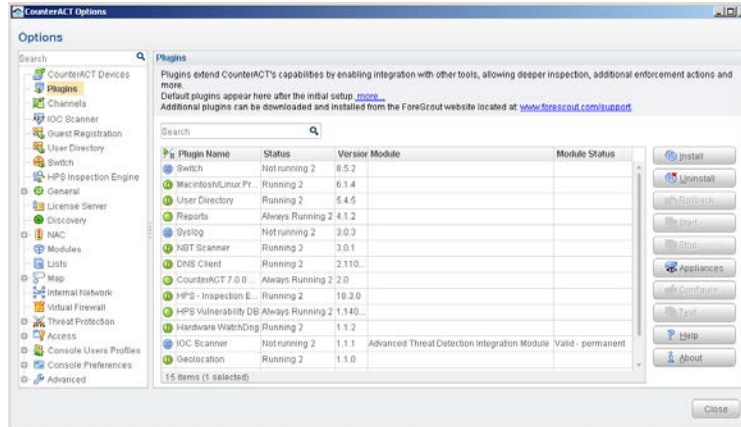 CounterACT Options
Options
Search
CounterACT Devices
Plugins
Channels
IOC Scanner
Guest Registration
User Directory
Switch
HPS Inspection Engine
General
License Server
Discovery
NAC
Modules
Lists
Map
Internal Network
Virtual Firewall
Threat Protection
Access
Console Users Profiles
Console Preferences
Advanced
Plugins
Plugins extend CounterACT's capabilities by enabling integration with other tools, allowing deeper inspection, additional enforcement actions and
more.
Default plugins appear here after the initial setup. more...
Additional plugins can be downloaded and installed from the ForeScout website located at: www.forescout.com/support.
Search
Plugin Name Status Version Module Module Status
Switch Not running 2 8.5.2
Macintosh/Linux Pr... Running 2 6.1.4
User Directory Running 2 5.4.5
Reports Always Running 2 4.1.2
Syslog Not running 2 3.0.3
NBT Scanner Running 2 3.0.1
DNS Client Running 2 2.110...
CounterACT 7.0.0 ... Always Running 2 2.0
HPS - Inspection E... Running 2 10.3.0
HPS Vulnerability DB Always Running 2 1.140...
Hardware WatchDog Running 2 1.1.2
IOC Scanner Not running 2 1.1.1 Advanced Threat Detection Integration Module Valid - permanent
Geolocation Running 2 1.1.0
15 items (1 selected)
Install
Uninstall
Rollback
Start
Stop
Appliances
Configure
Test
Help
About
Close